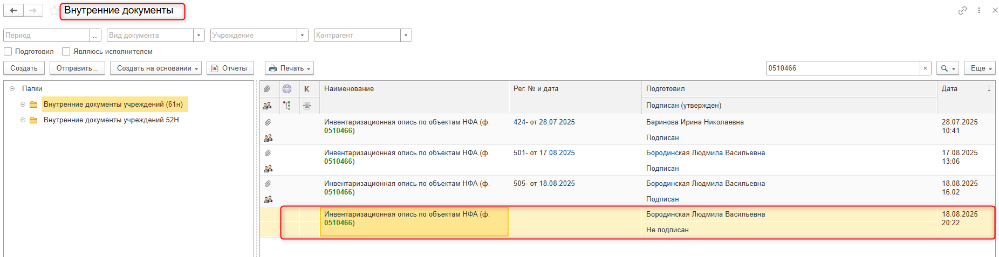 Внутренние документы
Период ... Вид документа Учреждение Контрагент
Подготовил Являюсь исполнителем
Создать Отправить... Создать на основании Отчеты Печать 0510466 × Еще
Папки
Внутренние документы учреждений (61н)
Внутренние документы учреждений 52Н
К Наименование Рег. № и дата Подготовил Дата ↓
Подписан (утвержден)
Инвентаризационная опись по объектам НФА (ф. 424- от 28.07.2025 Баринова Ирина Николаевна 28.07.2025
0510466) 10:41
Подписан
Инвентаризационная опись по объектам НФА (ф. 501- от 17.08.2025 Бородинская Людмила Васильевна 17.08.2025
0510466) 13:06
Подписан
Инвентаризационная опись по объектам НФА (ф. 505- от 18.08.2025 Бородинская Людмила Васильевна 18.08.2025
0510466) 16:02
Подписан
Инвентаризационная опись по объектам НФА (ф. Бородинская Людмила Васильевна 18.08.2025
0510466) 20:22
Не подписан